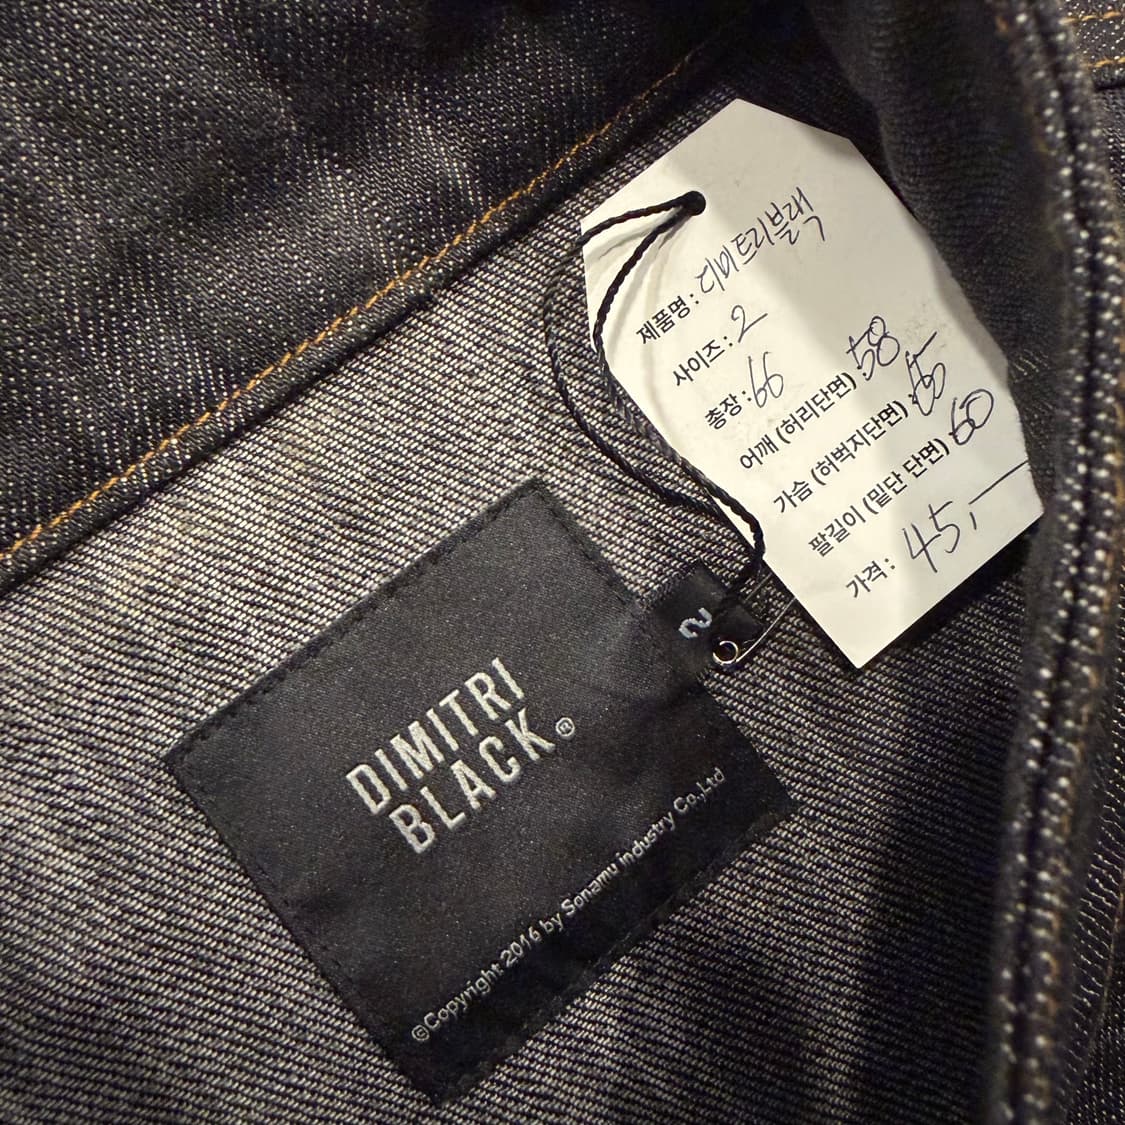 제품명 : 디미트리블랙
사이즈 : 2
총장 : 66
어깨 (허리단면) : 58
가슴 (허벅지단면) : 65
팔길이 (밑단 단면) 60
가격 : 45,—
2
DIMITRI
BLACK®
©Copyright 2016 by Sonamu industry Co.,Ltd